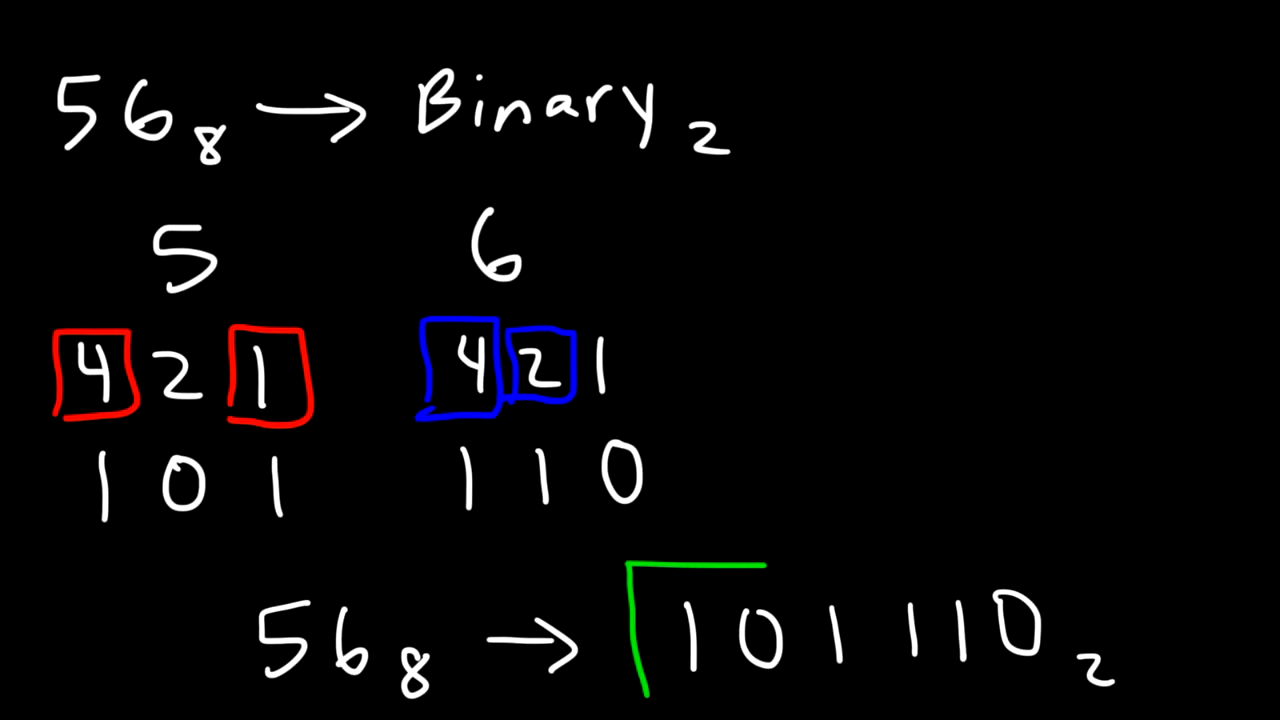 56₈ → Binary₂
5 6
4 2 1 4 2 1
1 0 1 1 1 0
56₈ → 101110₂